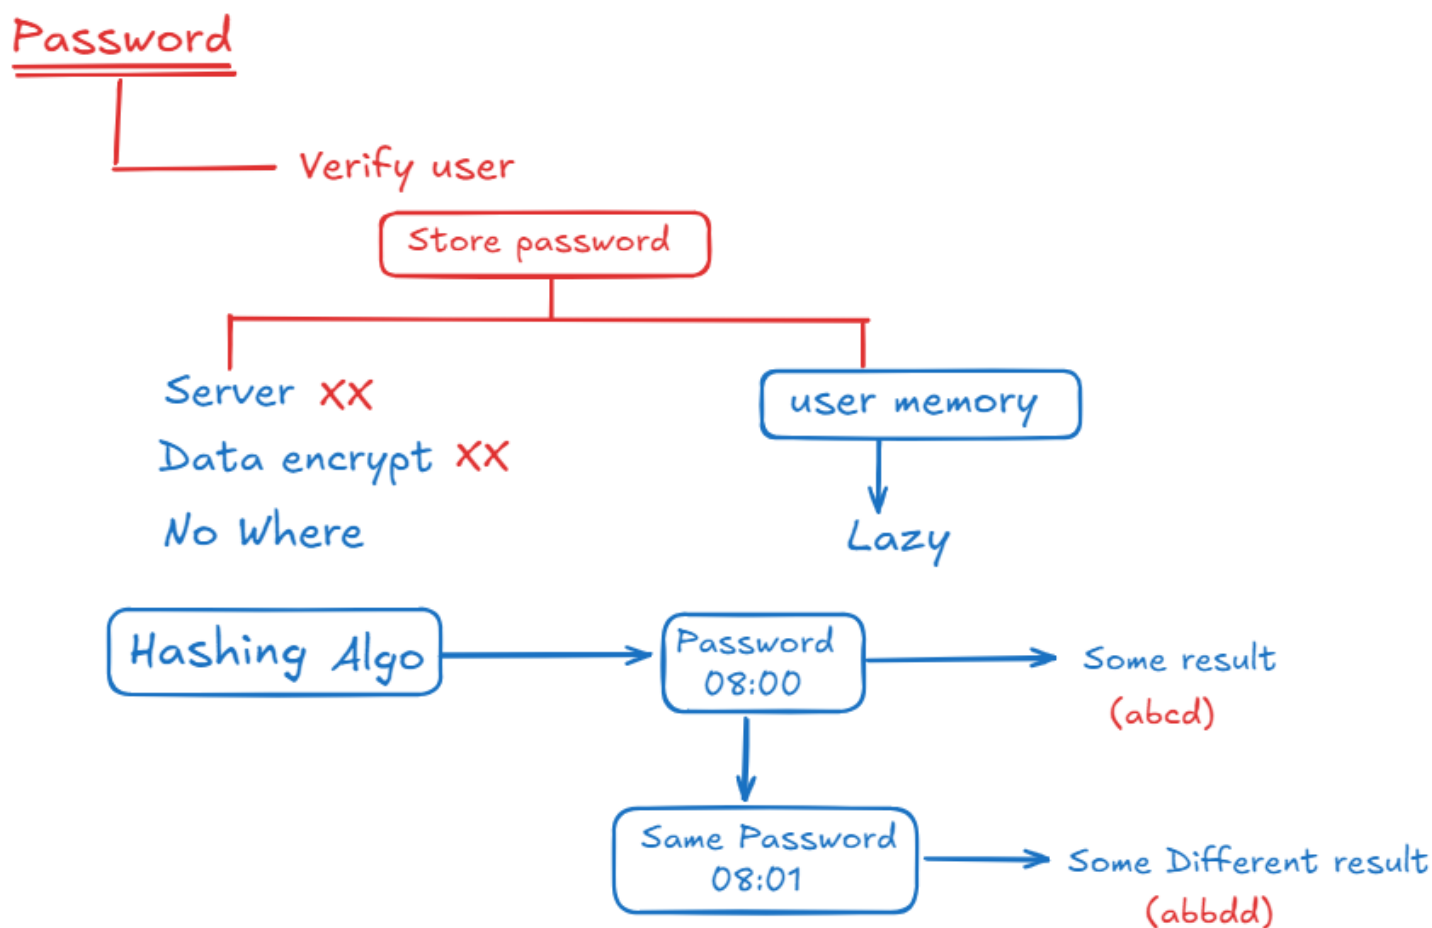 Password
Verify user
Store password
Server XX
user memory
Data encrypt XX
No Where
Lazy
Hashing Algo
Password
08:00
Some result
(abcd)
Same Password
08:01
Some Different result
(abbdd)